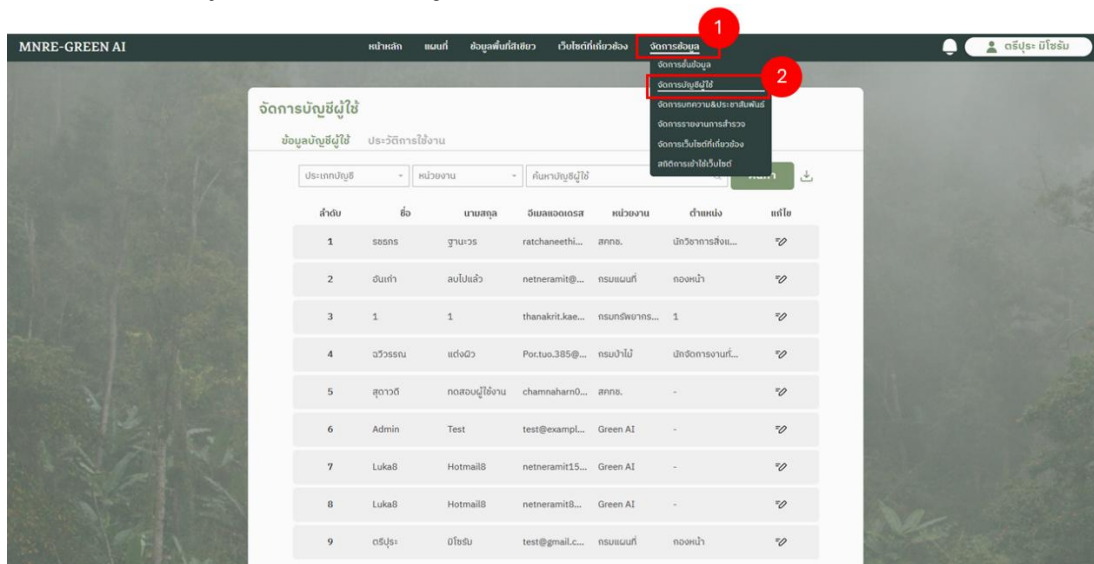 1
MNRE-GREEN AI หน้าหลัก แผนที่ ข้อมูลพื้นที่สีเขียว เว็บไซต์ที่เกี่ยวข้อง จัดการข้อมูล ตรีปุระ มิโซรัม
จัดการชั้นข้อมูล
2
จัดการบัญชีผู้ใช้
จัดการบทความ&ประชาสัมพันธ์
จัดการรายงานการสำรวจ
จัดการเว็บไซต์ที่เกี่ยวข้อง
สถิติการเข้าใช้เว็บไซต์
จัดการบัญชีผู้ใช้
ข้อมูลบัญชีผู้ใช้ ประวัติการใช้งาน
ประเภทบัญชี หน่วยงาน ค้นหาบัญชีผู้ใช้ ค้นหา
ลำดับ ชื่อ นามสกุล อีเมลแอดเดรส หน่วยงาน ตำแหน่ง แก้ไข
1 รชธกร ฐานะวร ratchaneethi... สคทช. นักวิชาการสิ่งแ...
2 อันเก่า ลบไปแล้ว netneramit@... กรมแผนที่ กองหน้า
3 1 1 thanakrit.kae... กรมทรัพยากร... 1
4 ฉวีวรรณ แต่งผิว Por.tuo.385@... กรมป่าไม้ นักจัดการงานที่...
5 สุดาวดี ทดสอบผู้ใช้งาน chamnaharn0... สคทช. -
6 Admin Test test@exampl... Green AI -
7 Luka8 Hotmail8 netneramit15... Green AI -
8 Luka8 Hotmail8 netneramit8... Green AI -
9 ตรีปุระ มิโซรัม test@gmail.c... กรมแผนที่ กองหน้า